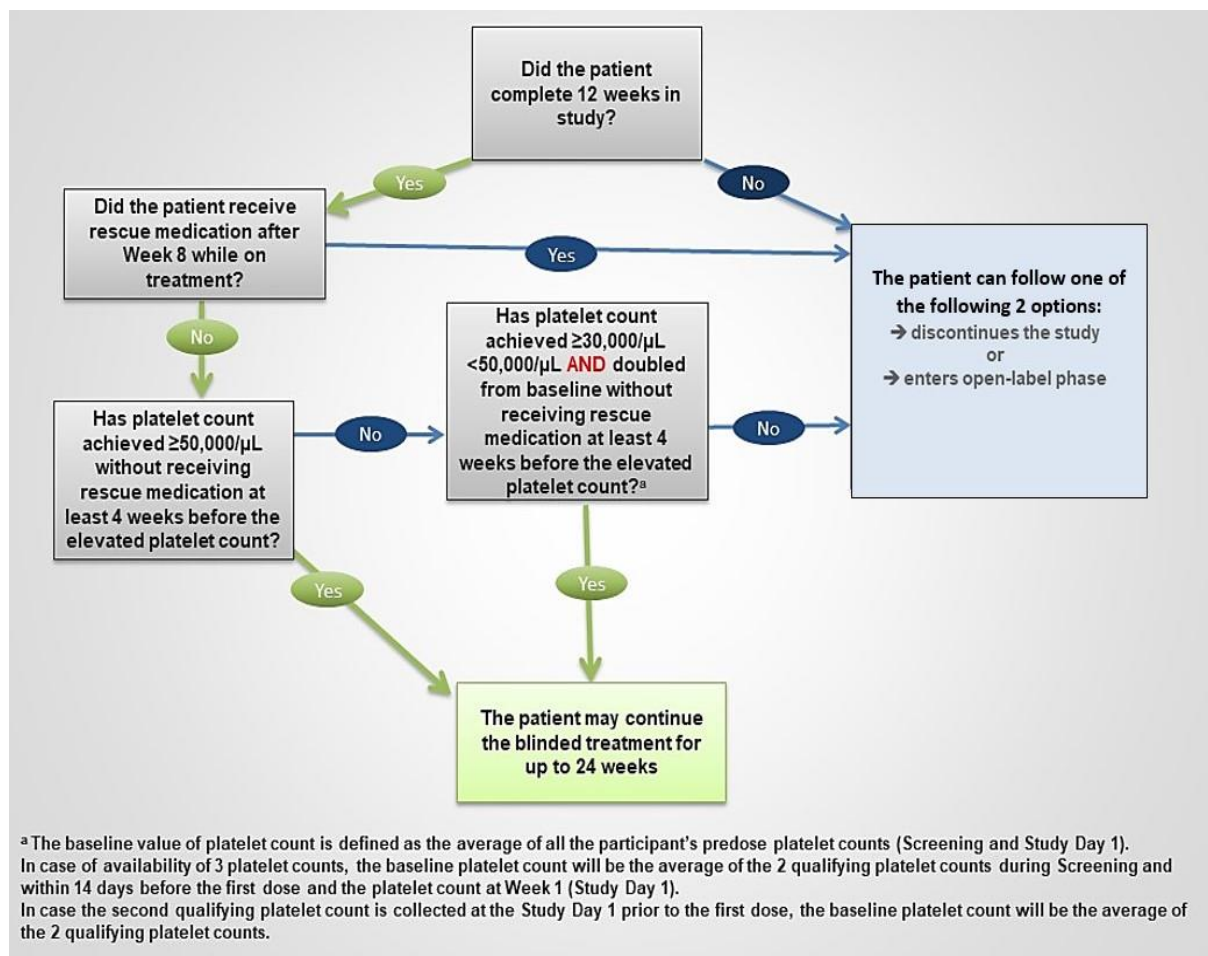 Did the patient
complete 12 weeks in
study?
Yes
No
Did the patient receive
rescue medication after
Week 8 while on
treatment?
Yes
The patient can follow one of
the following 2 options:
➔ discontinues the study
or
➔ enters open-label phase
No
Has platelet count
achieved ≥30,000/µL
<50,000/µL AND doubled
from baseline without
receiving rescue
medication at least 4
weeks before the elevated
platelet count?ᵃ
Has platelet count
achieved ≥50,000/µL
without receiving
rescue medication at
least 4 weeks before the
elevated platelet count?
No
No
Yes
Yes
The patient may continue
the blinded treatment for
up to 24 weeks
ᵃ The baseline value of platelet count is defined as the average of all the participant's predose platelet counts (Screening and Study Day 1).
In case of availability of 3 platelet counts, the baseline platelet count will be the average of the 2 qualifying platelet counts during Screening and
within 14 days before the first dose and the platelet count at Week 1 (Study Day 1).
In case the second qualifying platelet count is collected at the Study Day 1 prior to the first dose, the baseline platelet count will be the average of
the 2 qualifying platelet counts.